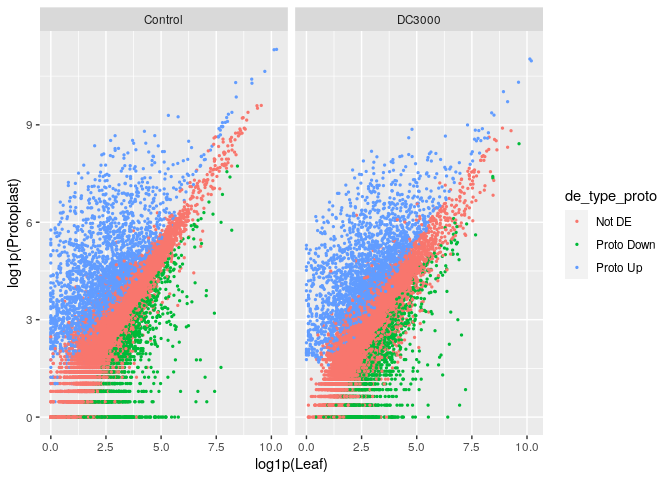 Control
DC3000
log1p(Protoplast)
9
6
3
0
0.0 2.5 5.0 7.5 10.0
0.0 2.5 5.0 7.5 10.0
log1p(Leaf)
de_type_proto
Not DE
Proto Down
Proto Up